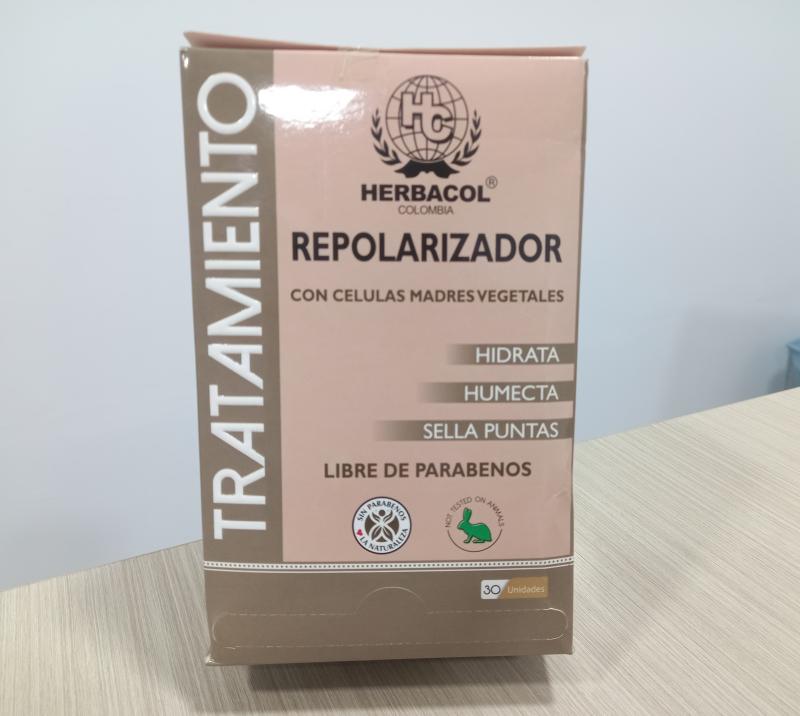 TRATAMIENTO
HC
HERBACOL®
COLOMBIA
REPOLARIZADOR
CON CELULAS MADRES VEGETALES
HIDRATA
HUMECTA
SELLA PUNTAS
LIBRE DE PARABENOS
SIN PARABENOS
LA NATURALEZA
NOT TESTED ON ANIMALS
30 Unidades